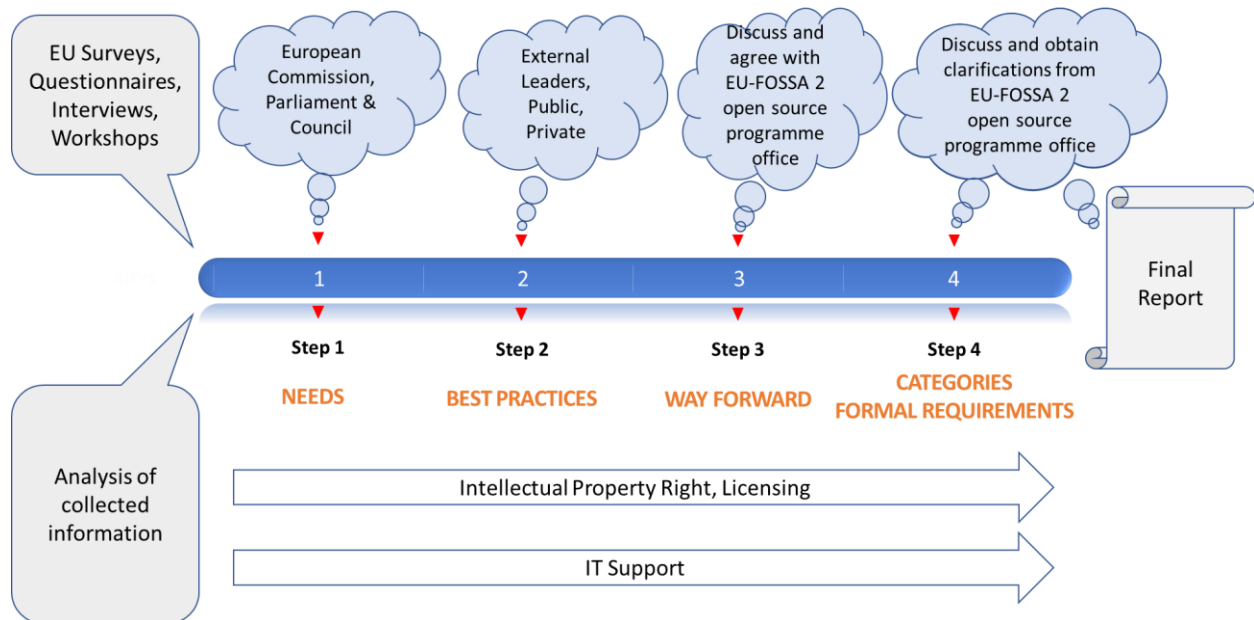 EU Surveys,
Questionnaires,
Interviews,
Workshops
European
Commission,
Parliament &
Council
External
Leaders,
Public,
Private
Discuss and
agree with
EU-FOSSA 2
open source
programme
office
Discuss and obtain
clarifications from
EU-FOSSA 2
open source
programme office
Final
Report
1
2
3
4
Step 1
Step 2
Step 3
Step 4
NEEDS
BEST PRACTICES
WAY FORWARD
CATEGORIES
FORMAL REQUIREMENTS
Analysis of
collected
information
Intellectual Property Right, Licensing
IT Support